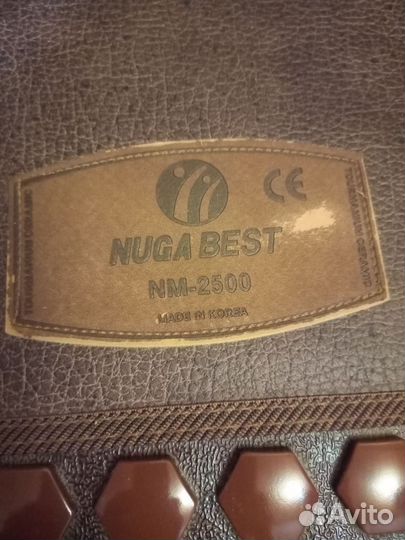 CE
NUGA BEST
NM-2500
MADE IN KOREA
Avito